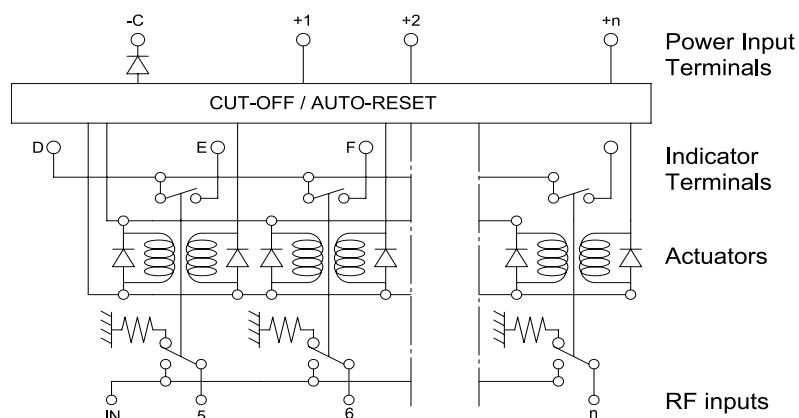 -C +1 +2 +n
Power Input
Terminals
CUT-OFF / AUTO-RESET
D E F
Indicator
Terminals
Actuators
RF inputs
IN 5 6 n